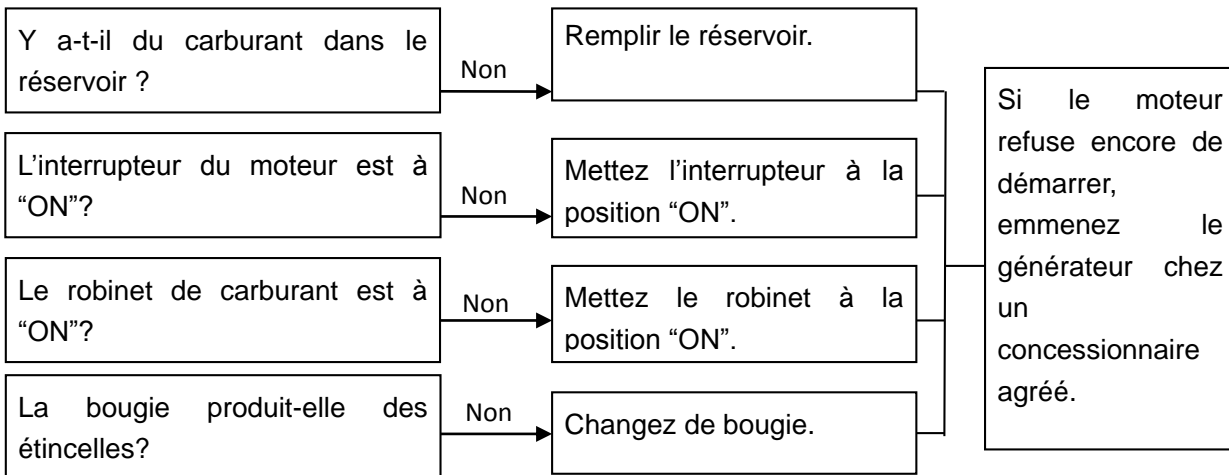 Y a-t-il du carburant dans le
réservoir ?
Non
Remplir le réservoir.
L’interrupteur du moteur est à
“ON”?
Non
Mettez l’interrupteur à la
position “ON”.
Le robinet de carburant est à
“ON”?
Non
Mettez le robinet à la
position “ON”.
La bougie produit-elle des
étincelles?
Non
Changez de bougie.
Si le moteur
refuse encore de
démarrer,
emmenez le
générateur chez
un
concessionnaire
agréé.